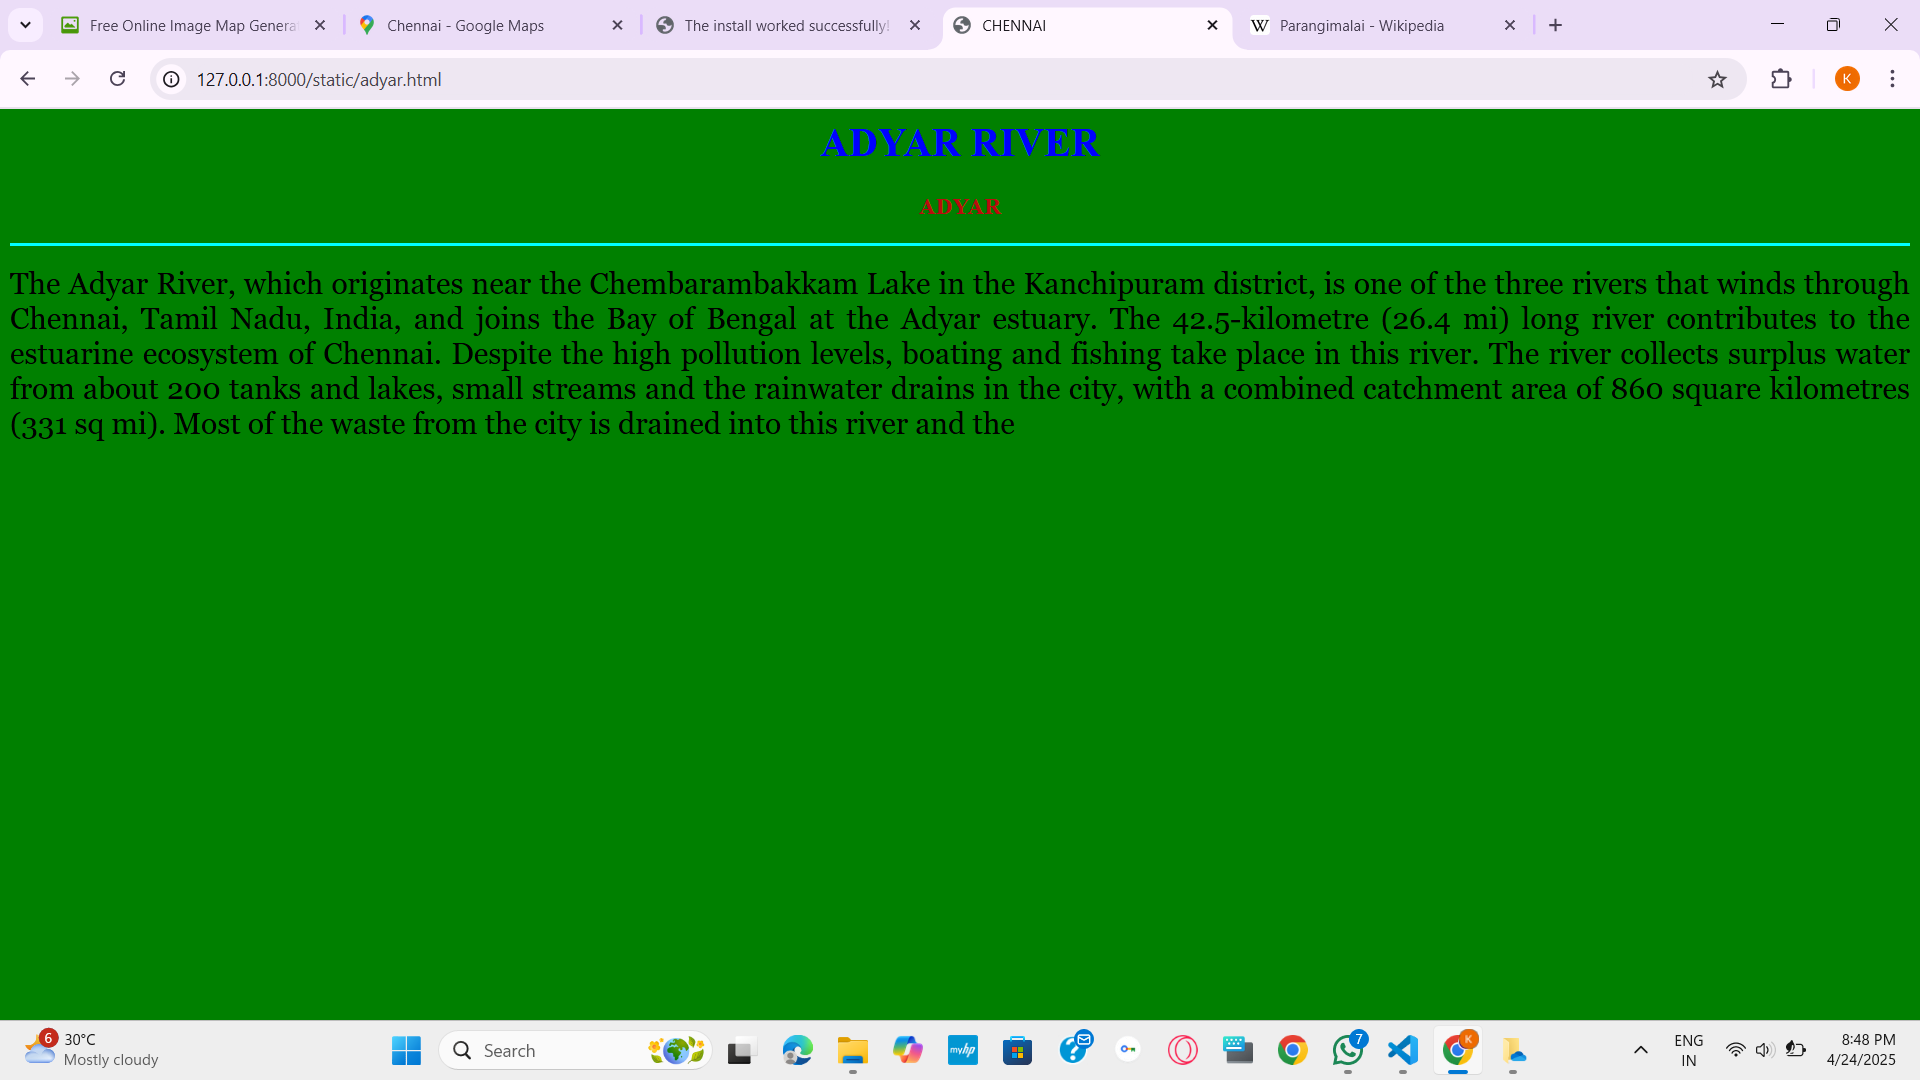 Free Online Image Map Genera
Chennai - Google Maps
The install worked successfully!
CHENNAI
W Parangimalai - Wikipedia
127.0.0.1:8000/static/adyar.html
K
ADYAR RIVER
ADYAR
The Adyar River, which originates near the Chembarambakkam Lake in the Kanchipuram district, is one of the three rivers that winds through
Chennai, Tamil Nadu, India, and joins the Bay of Bengal at the Adyar estuary. The 42.5-kilometre (26.4 mi) long river contributes to the
estuarine ecosystem of Chennai. Despite the high pollution levels, boating and fishing take place in this river. The river collects surplus water
from about 200 tanks and lakes, small streams and the rainwater drains in the city, with a combined catchment area of 860 square kilometres
(331 sq mi). Most of the waste from the city is drained into this river and the
6
30°C
Mostly cloudy
Search
myhp
7
K
ENG
IN
8:48 PM
4/24/2025